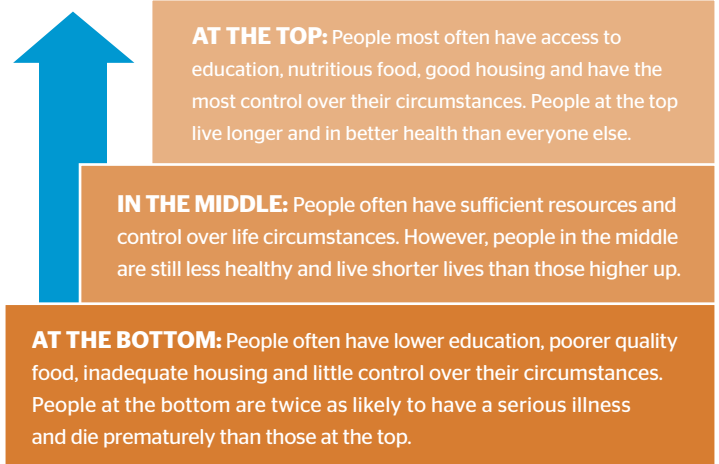 AT THE TOP: People most often have access to
education, nutritious food, good housing and have the
most control over their circumstances. People at the top
live longer and in better health than everyone else.
IN THE MIDDLE: People often have sufficient resources and
control over life circumstances. However, people in the middle
are still less healthy and live shorter lives than those higher up.
AT THE BOTTOM: People often have lower education, poorer quality
food, inadequate housing and little control over their circumstances.
People at the bottom are twice as likely to have a serious illness
and die prematurely than those at the top.